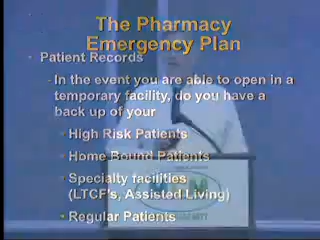 The Pharmacy
Emergency Plan
Patient Records
- In the event you are able to open in a
temporary facility, do you have a
back up of your
High Risk Patients
Home Bound Patients
Specialty facilities
(LTCF's, Assisted Living)
Regular Patients